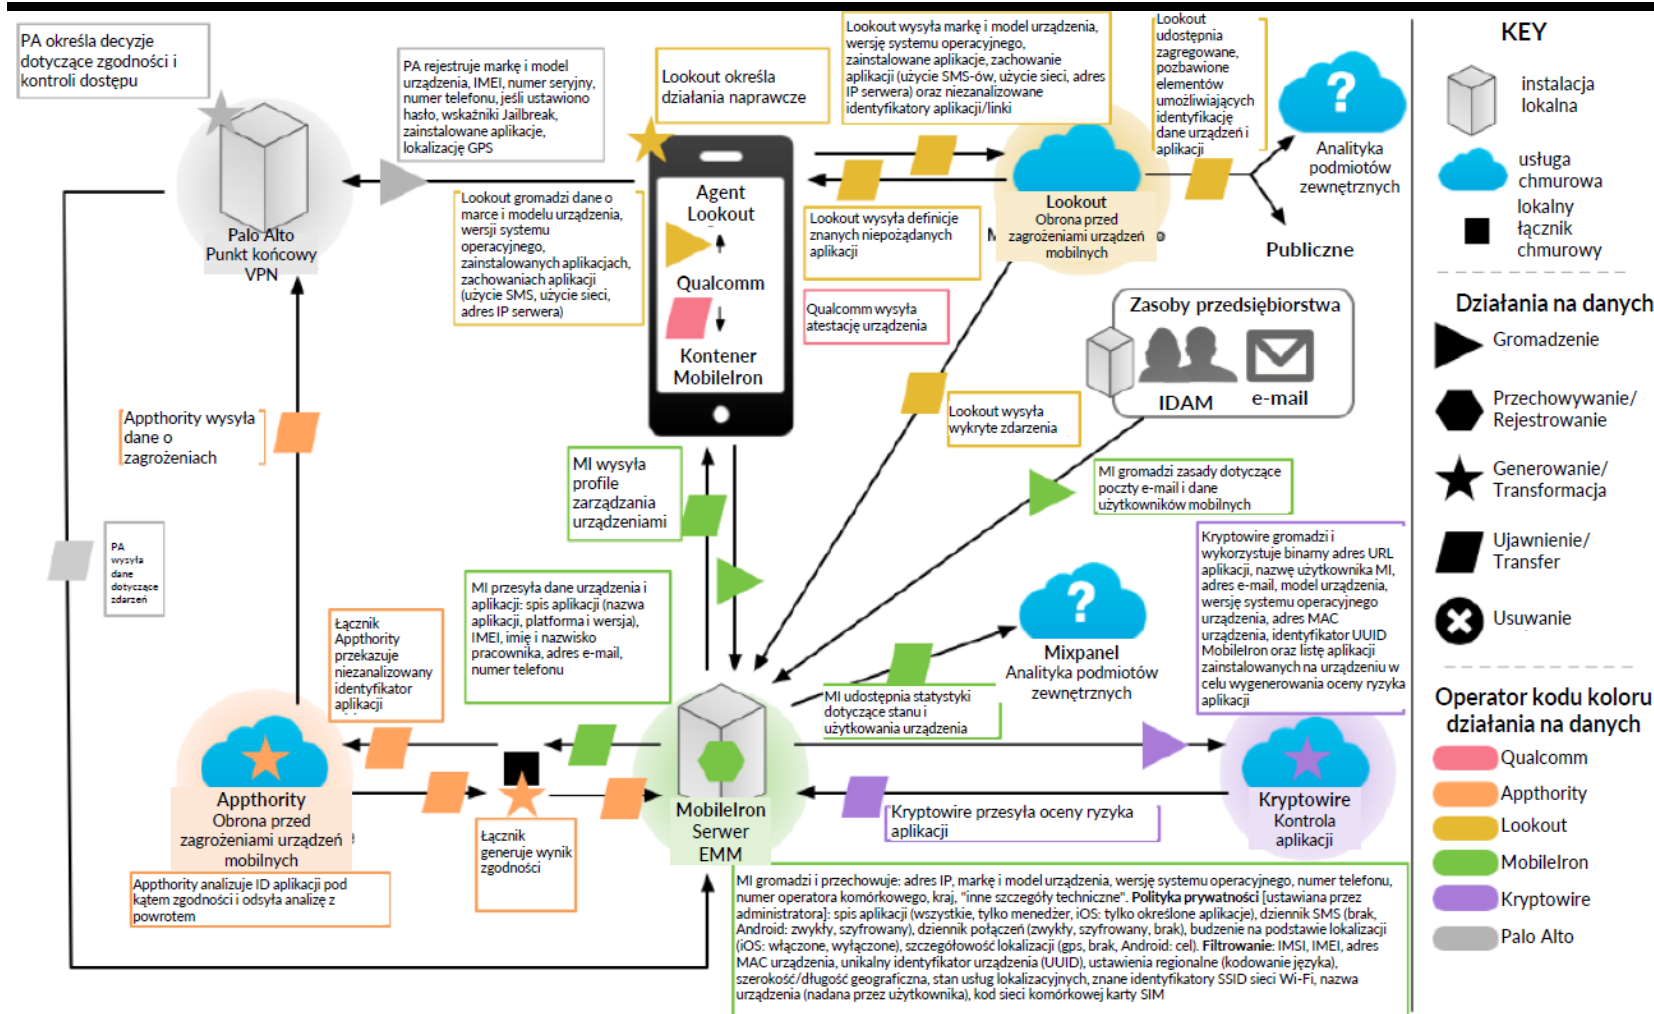 PA określa decyzje
dotyczące zgodności i
kontroli dostępu
PA rejestruje markę i model
urządzenia, IMEI, numer seryjny,
numer telefonu, jeśli ustawiono
hasło, wskaźniki Jailbreak,
zainstalowane aplikacje,
lokalizację GPS
Lookout określa
działania naprawcze
Lookout wysyła markę i model urządzenia,
wersję systemu operacyjnego,
zainstalowane aplikacje, zachowanie
aplikacji (użycie SMS-ów, użycie sieci, adres
IP serwera) oraz niezanalizowane
identyfikatory aplikacji/linki
Lookout
udostępnia
zagregowane,
pozbawione
elementów
umożliwiających
identyfikację
dane urządzeń i
aplikacji
?
Analityka
podmiotów
zewnętrznych
Publiczne
Palo Alto
Punkt końcowy
VPN
Lookout gromadzi dane o
marce i modelu urządzenia,
wersji systemu
operacyjnego,
zainstalowanych aplikacjach,
zachowaniach aplikacji
(użycie SMS, użycie sieci,
adres IP serwera)
Agent
Lookout
Qualcomm
Kontener
MobileIron
Lookout
Obrona przed
zagrożeniami urządzeń
mobilnych
Lookout wysyła definicje
znanych niepożądanych
aplikacji
Qualcomm wysyła
atestację urządzenia
Zasoby przedsiębiorstwa
IDAM
e-mail
Lookout wysyła
wykryte zdarzenia
Appthority wysyła
dane o
zagrożeniach
MI wysyła
profile
zarządzania
urządzeniami
MI gromadzi zasady dotyczące
poczty e-mail i dane
użytkowników mobilnych
PA
wysyła
dane
dotyczące
zdarzeń
MI przesyła dane urządzenia i
aplikacji: spis aplikacji (nazwa
aplikacji, platforma i wersja),
IMEI, imię i nazwisko
pracownika, adres e-mail,
numer telefonu
Łącznik
Appthority
przekazuje
niezanalizowany
identyfikator
aplikacji
?
Mixpanel
Analityka podmiotów
zewnętrznych
MI udostępnia statystyki
dotyczące stanu i
użytkowania urządzenia
Kryptowire gromadzi i
wykorzystuje binarny adres URL
aplikacji, nazwę użytkownika MI,
adres e-mail, model urządzenia,
wersję systemu operacyjnego
urządzenia, adres MAC
urządzenia, identyfikator UUID
MobileIron oraz listę aplikacji
zainstalowanych na urządzeniu w
celu wygenerowania oceny ryzyka
aplikacji
Appthority
Obrona przed
zagrożeniami urządzeń
mobilnych
Appthority analizuje ID aplikacji pod
kątem zgodności i odsyła analizę z
powrotem
Łącznik
generuje wynik
zgodności
MobileIron
Serwer
EMM
Kryptowire przesyła oceny ryzyka
aplikacji
Kryptowire
Kontrola
aplikacji
MI gromadzi i przechowuje: adres IP, markę i model urządzenia, wersję systemu operacyjnego, numer telefonu,
numer operatora komórkowego, kraj, "inne szczegóły techniczne". Polityka prywatności [ustawiana przez
administratora]: spis aplikacji (wszystkie, tylko menedżer, iOS: tylko określone aplikacje), dziennik SMS (brak,
Android: zwykły, szyfrowany), dziennik połączeń (zwykły, szyfrowany, brak), budzenie na podstawie lokalizacji
(iOS: włączone, wyłączone), szczegółowość lokalizacji (gps, brak, Android: cel). Filtrowanie: IMSI, IMEI, adres
MAC urządzenia, unikalny identyfikator urządzenia (UUID), ustawienia regionalne (kodowanie języka),
szerokość/długość geograficzna, stan usług lokalizacyjnych, znane identyfikatory SSID sieci Wi-Fi, nazwa
urządzenia (nadana przez użytkownika), kod sieci komórkowej karty SIM
KEY
instalacja
lokalna
usługa
chmurowa
lokalny
łącznik
chmurowy
Działania na danych
Gromadzenie
Przechowywanie/
Rejestrowanie
Generowanie/
Transformacja
Ujawnienie/
Transfer
Usuwanie
Operator kodu koloru
działania na danych
Qualcomm
Appthority
Lookout
MobileIron
Kryptowire
Palo Alto